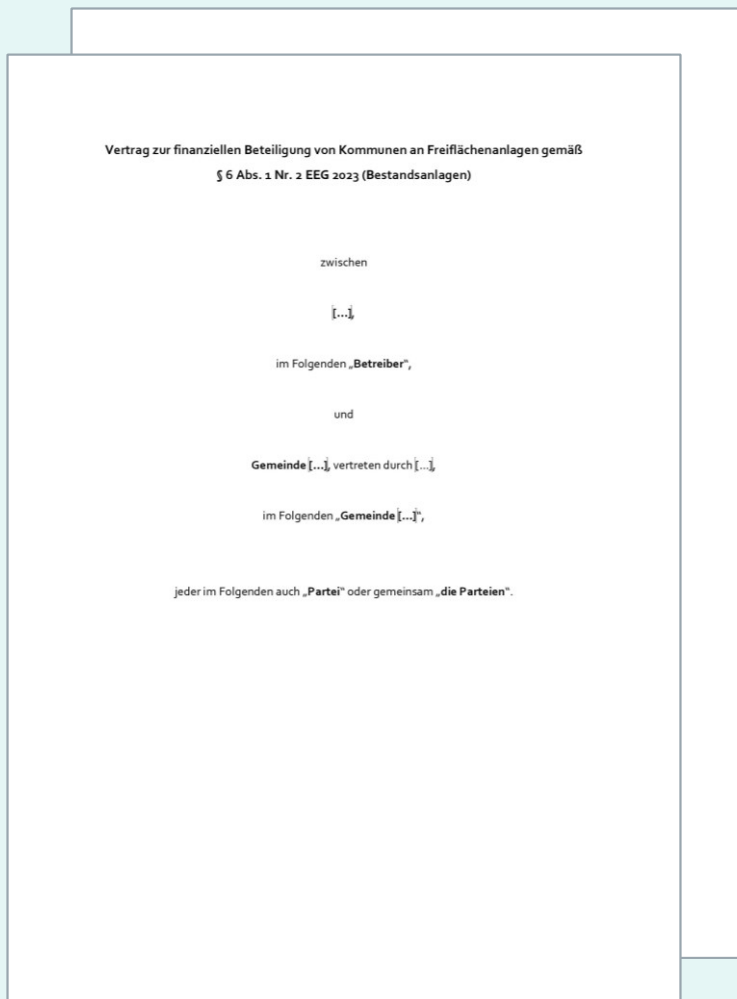 Vertrag zur finanziellen Beteiligung von Kommunen an Freiflächenanlagen gemäß
§ 6 Abs. 1 Nr. 2 EEG 2023 (Bestandsanlagen)
zwischen
[…],
im Folgenden „Betreiber“,
und
Gemeinde […], vertreten durch […],
im Folgenden „Gemeinde […]“,
jeder im Folgenden auch „Partei“ oder gemeinsam „die Parteien“.